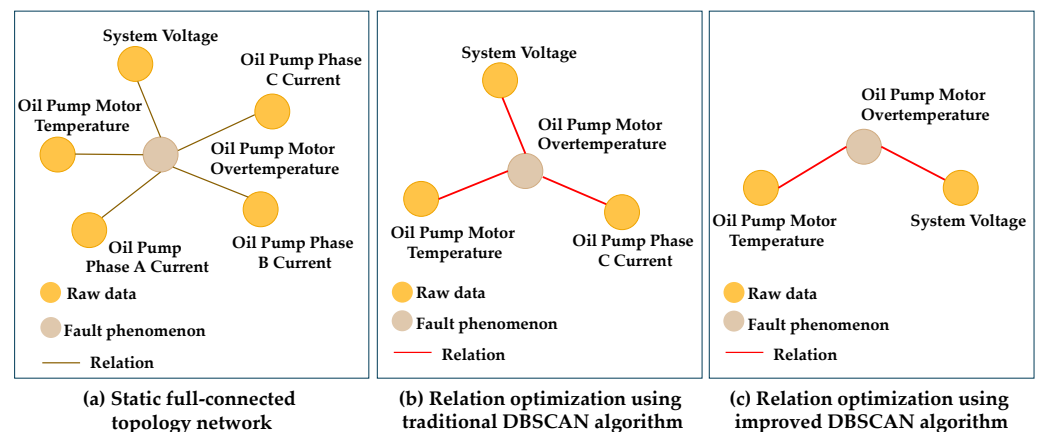 System Voltage
Oil Pump Phase
C Current
Oil Pump Motor
Temperature
Oil Pump Motor
Overtemperature
Oil Pump
Phase A Current
Oil Pump Phase
B Current
Raw data
Fault phenomenon
Relation
(a) Static full-connected
topology network
System Voltage
Oil Pump Motor
Overtemperature
Oil Pump Motor
Temperature
Oil Pump Phase
C Current
Raw data
Fault phenomenon
Relation
(b) Relation optimization using
traditional DBSCAN algorithm
Oil Pump Motor
Overtemperature
Oil Pump Motor
Temperature
System Voltage
Raw data
Fault phenomenon
Relation
(c) Relation optimization using
improved DBSCAN algorithm